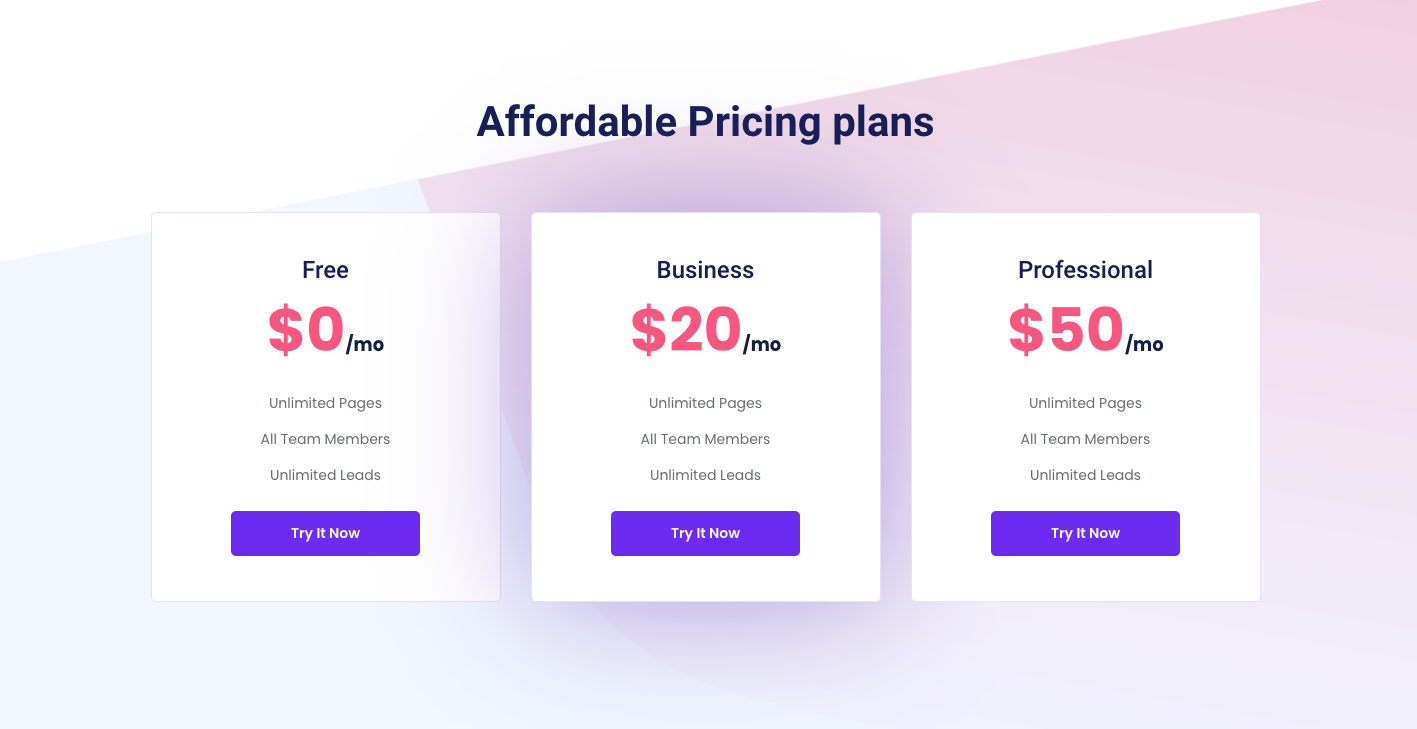 Affordable Pricing plans
Free
$0/mo
Unlimited Pages
All Team Members
Unlimited Leads
Try It Now
Business
$20/mo
Unlimited Pages
All Team Members
Unlimited Leads
Try It Now
Professional
$50/mo
Unlimited Pages
All Team Members
Unlimited Leads
Try It Now